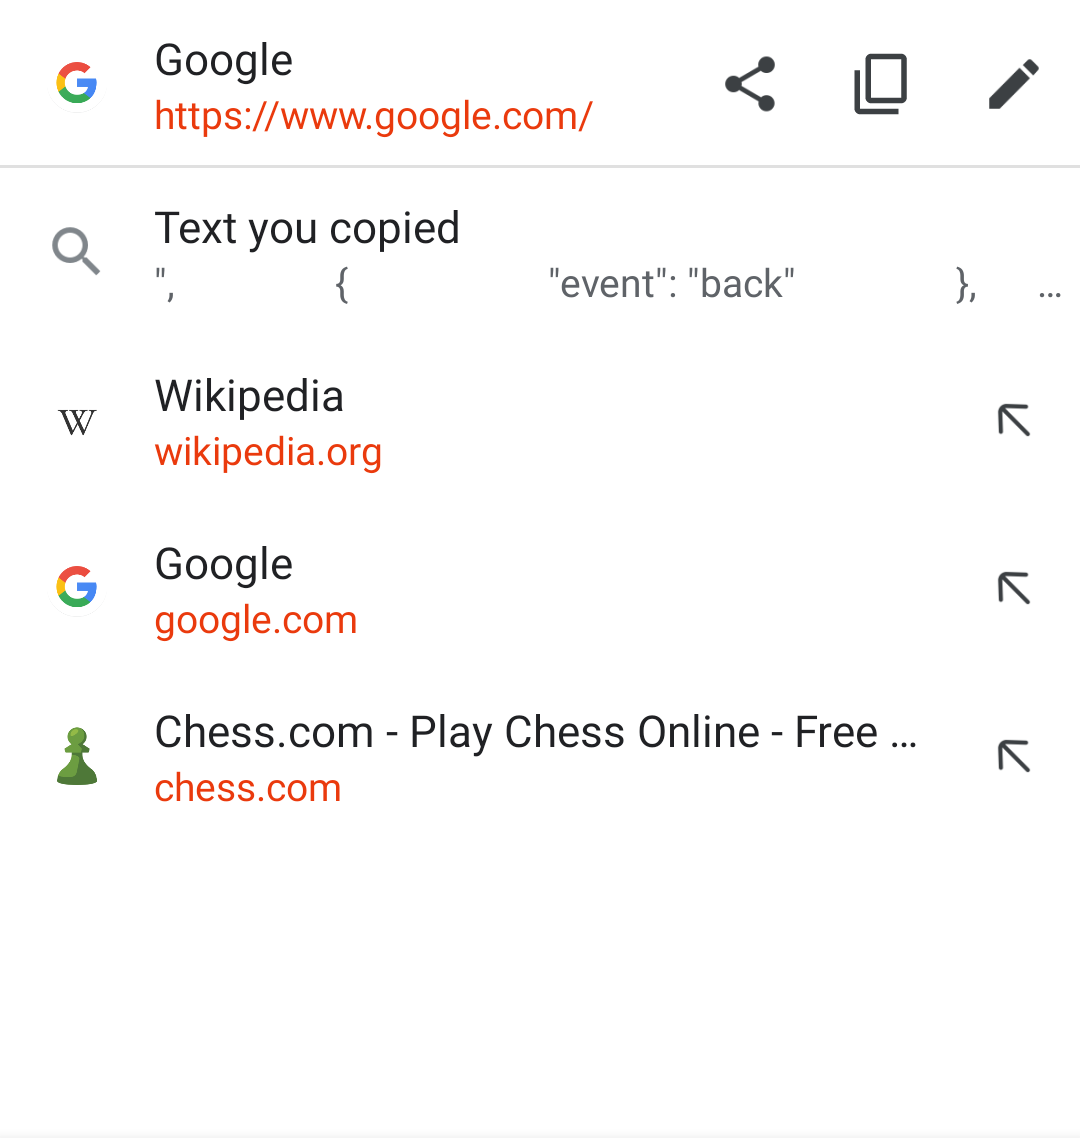 Google
https://www.google.com/
Text you copied
", { "event": "back" }, ...
Wikipedia
wikipedia.org
Google
google.com
Chess.com - Play Chess Online - Free ...
chess.com